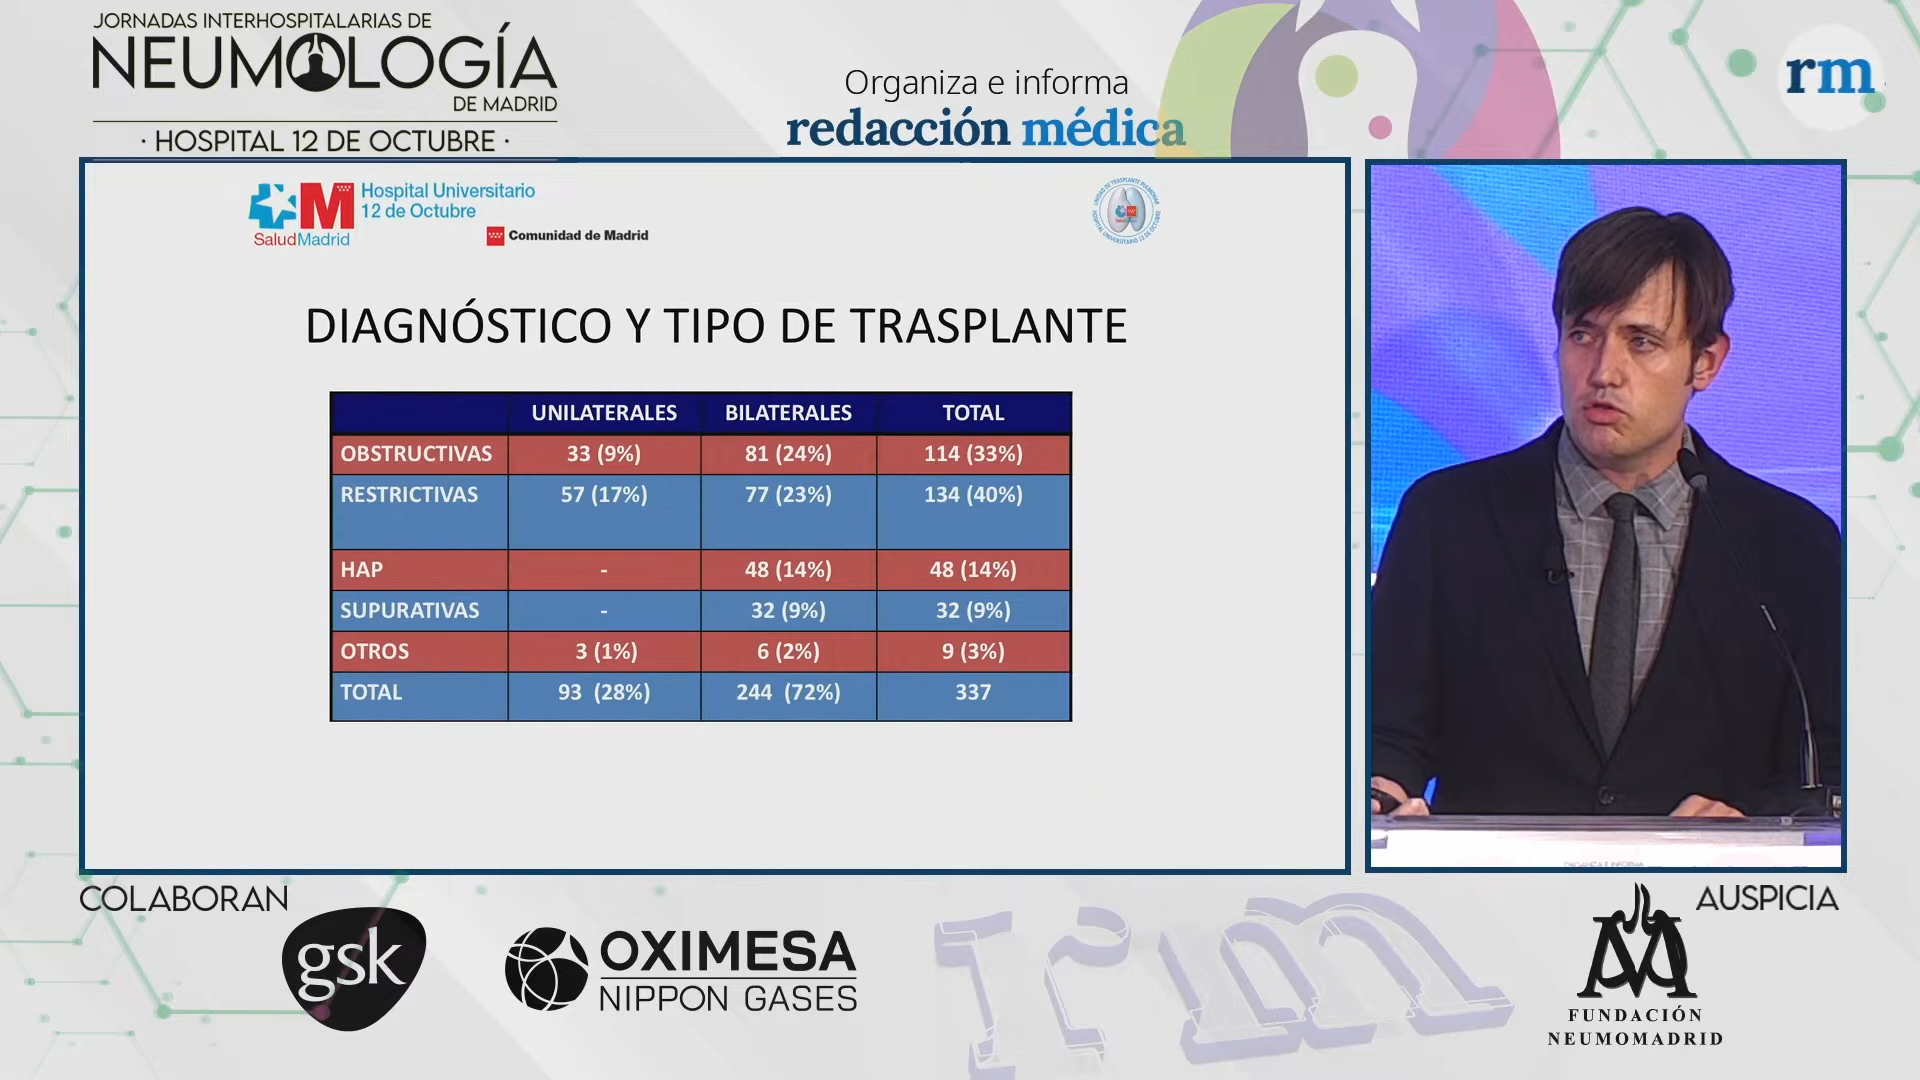 JORNADAS INTERHOSPITALARIAS DE
NEUMOLOGÍA
DE MADRID
· HOSPITAL 12 DE OCTUBRE ·
Organiza e informa
redacción médica
rm
Hospital Universitario
12 de Octubre
SaludMadrid
Comunidad de Madrid
DIAGNÓSTICO Y TIPO DE TRASPLANTE
UNILATERALES BILATERALES TOTAL
OBSTRUCTIVAS 33 (9%) 81 (24%) 114 (33%)
RESTRICTIVAS 57 (17%) 77 (23%) 134 (40%)
HAP - 48 (14%) 48 (14%)
SUPURATIVAS - 32 (9%) 32 (9%)
OTROS 3 (1%) 6 (2%) 9 (3%)
TOTAL 93 (28%) 244 (72%) 337
COLABORAN
gsk
OXIMESA
NIPPON GASES
rm
AUSPICIA
FUNDACIÓN
NEUMOMADRID